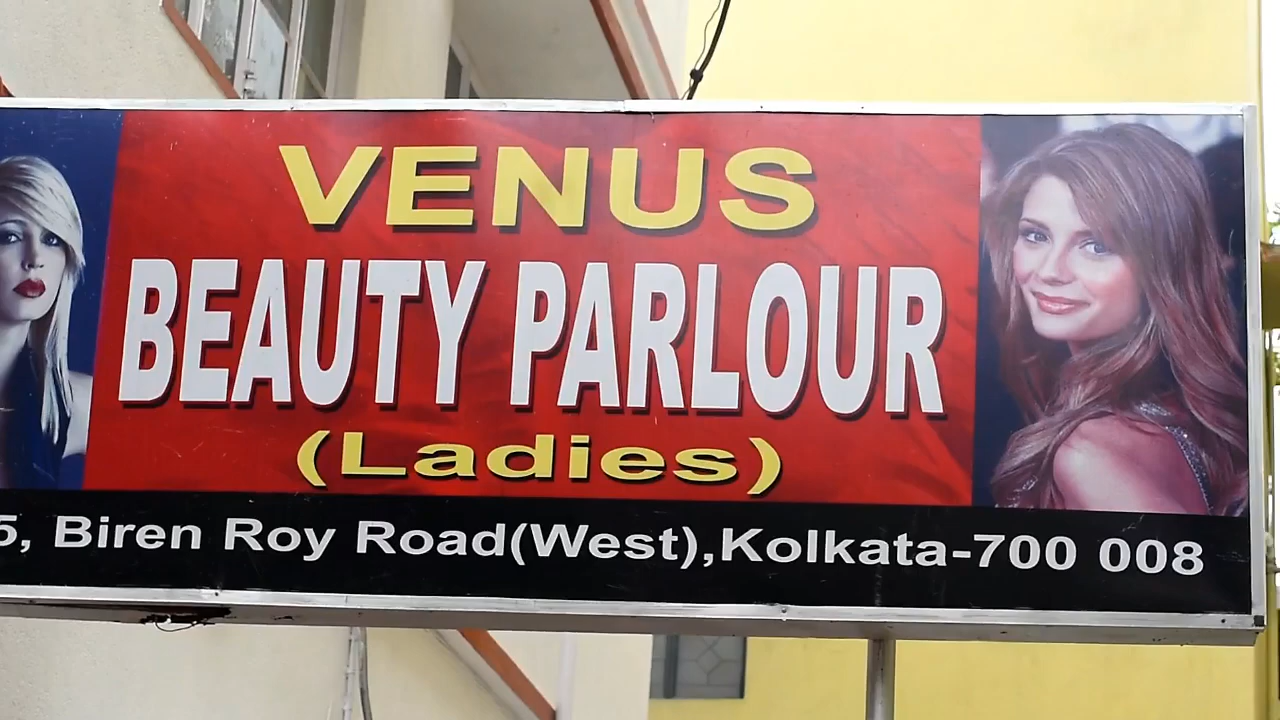 VENUS
BEAUTY PARLOUR
(Ladies)
5, Biren Roy Road(West),Kolkata-700 008